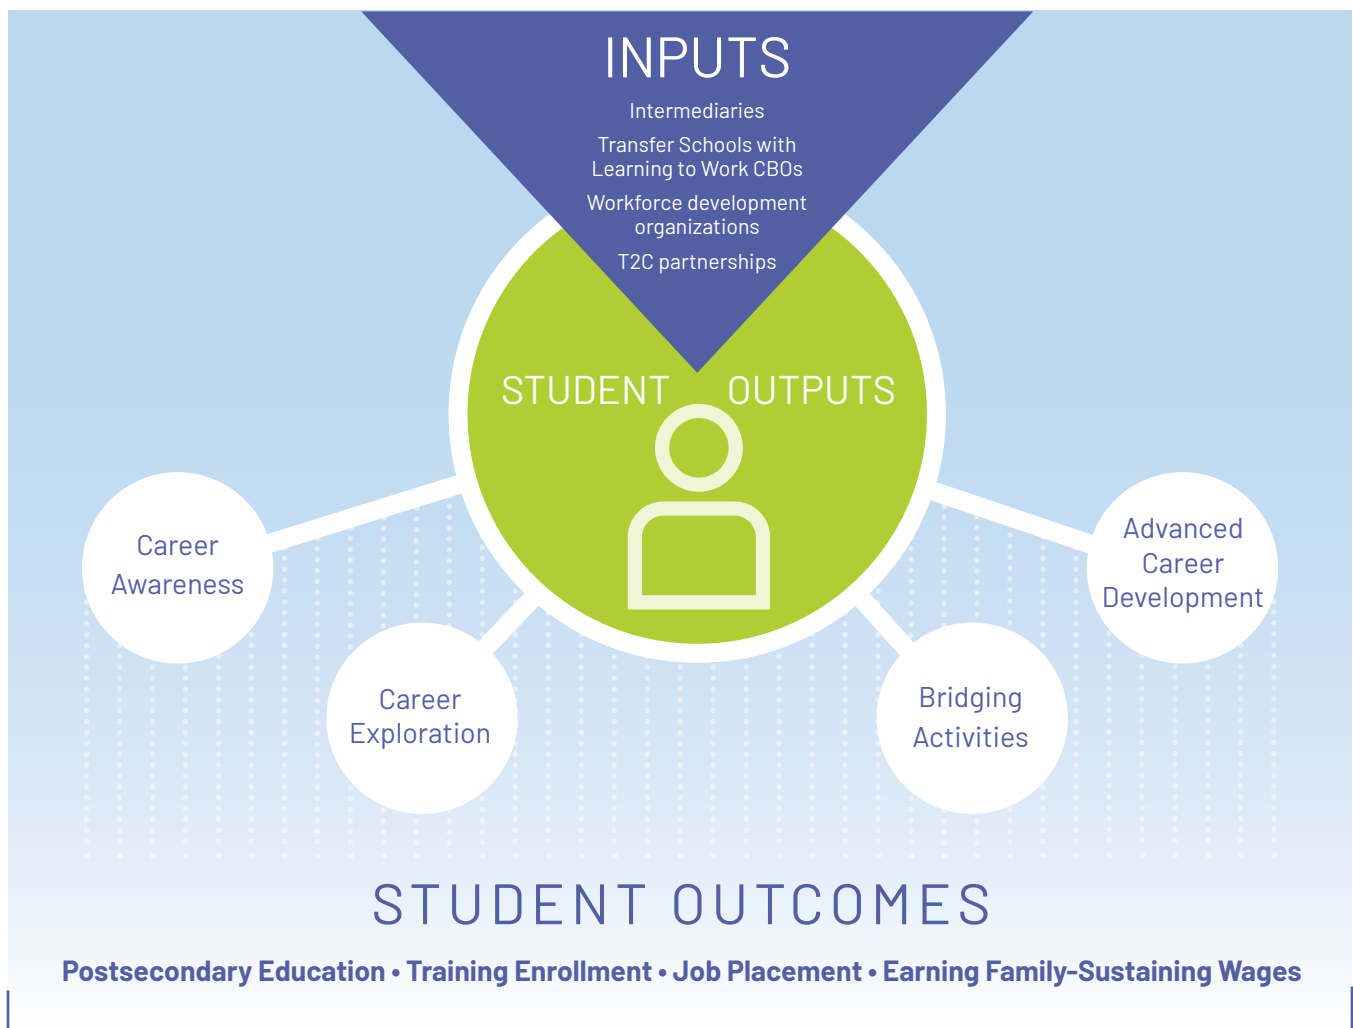 INPUTS
Intermediaries
Transfer Schools with
Learning to Work CBOs
Workforce development
organizations
T2C partnerships
STUDENT OUTPUTS
Career
Awareness
Career
Exploration
Bridging
Activities
Advanced
Career
Development
STUDENT OUTCOMES
Postsecondary Education • Training Enrollment • Job Placement • Earning Family-Sustaining Wages